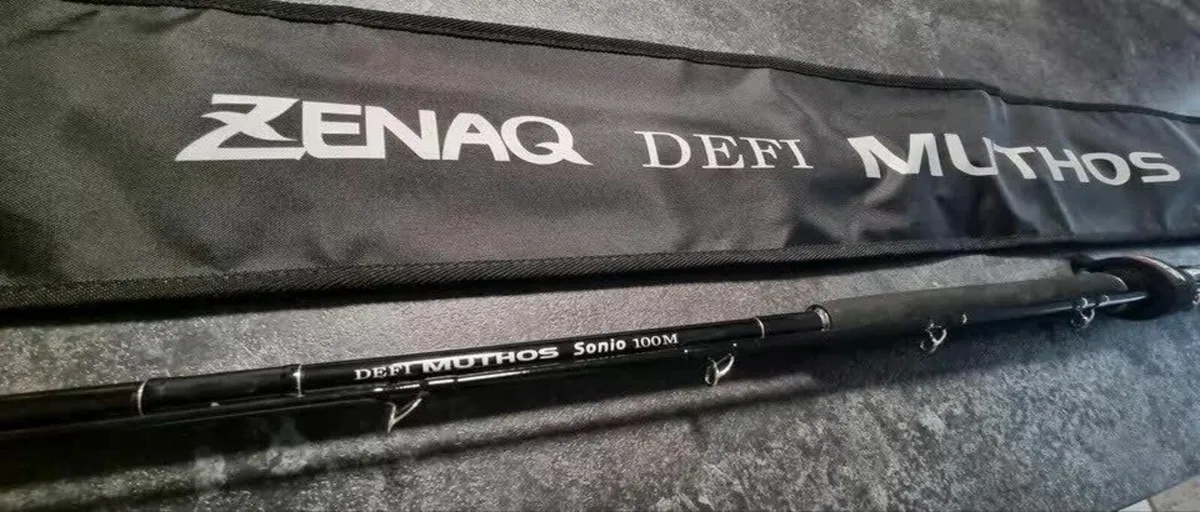 ZENAQ DEFI MUTHOS
DEFI MUTHOS Sonio 100M